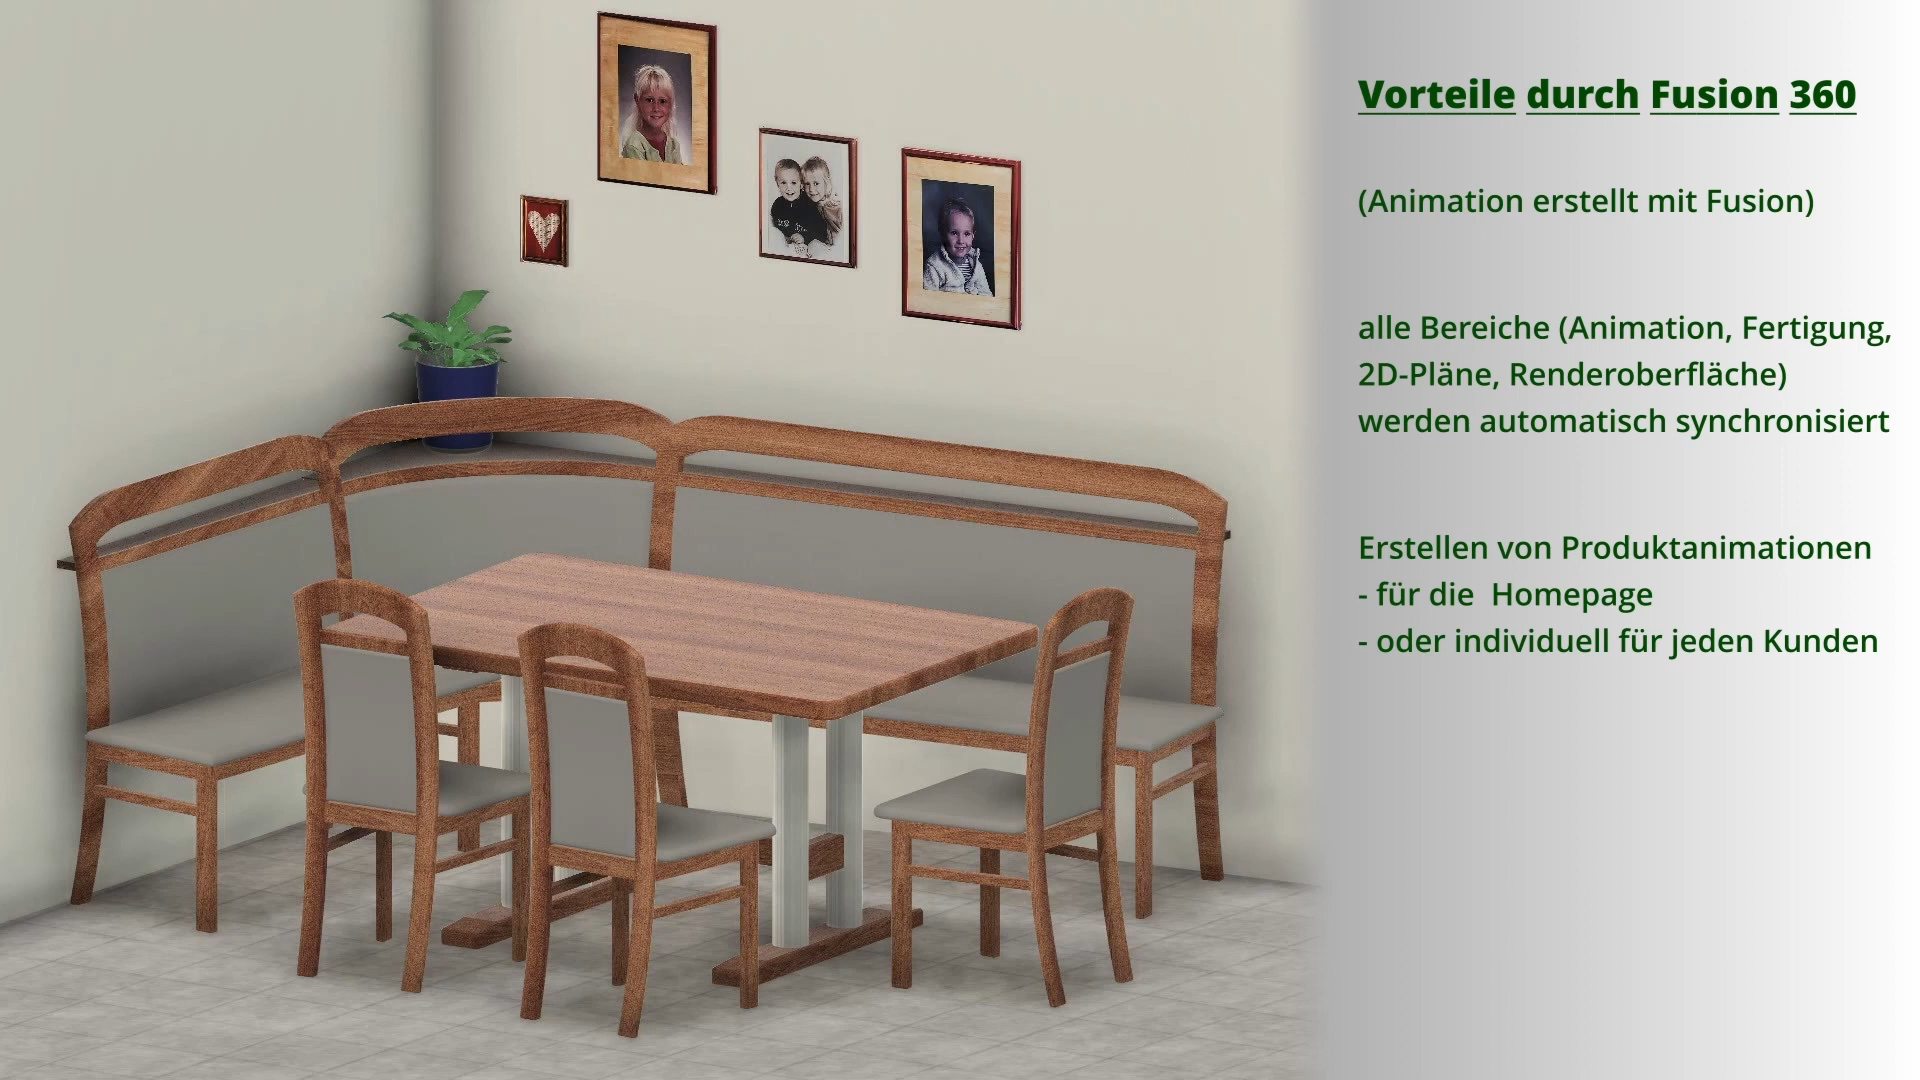 Vorteile durch Fusion 360
(Animation erstellt mit Fusion)
alle Bereiche (Animation, Fertigung,
2D-Pläne, Renderoberfläche)
werden automatisch synchronisiert
Erstellen von Produktanimationen
- für die  Homepage
- oder individuell für jeden Kunden